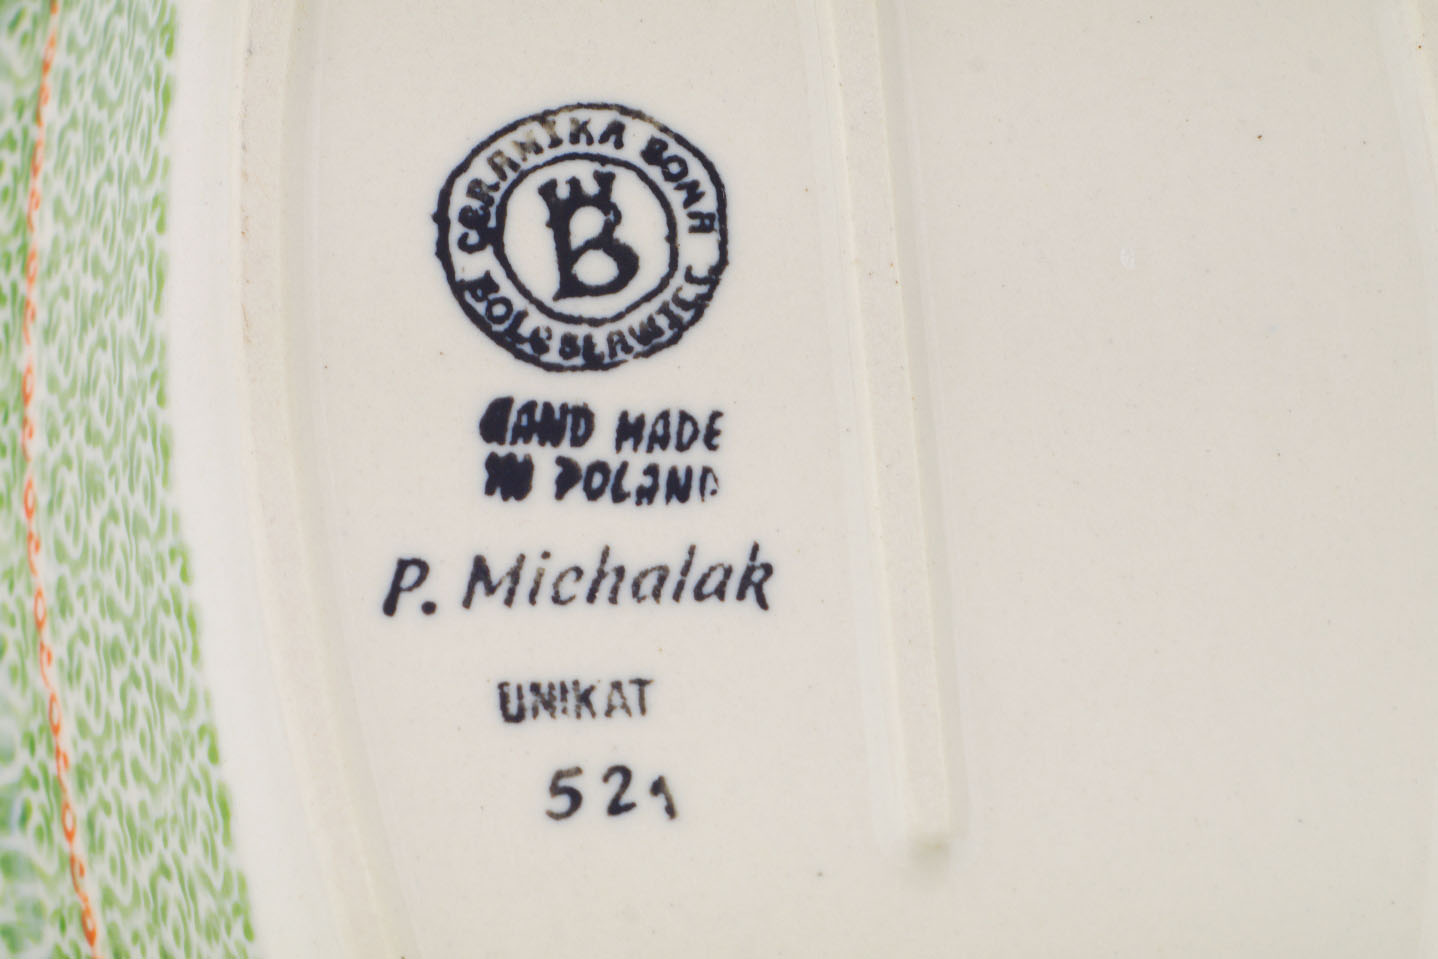 CERAMIKA BONA
BOLESŁAWIEC
B
HAND MADE
IN POLAND
P. Michalak
UNIKAT
521